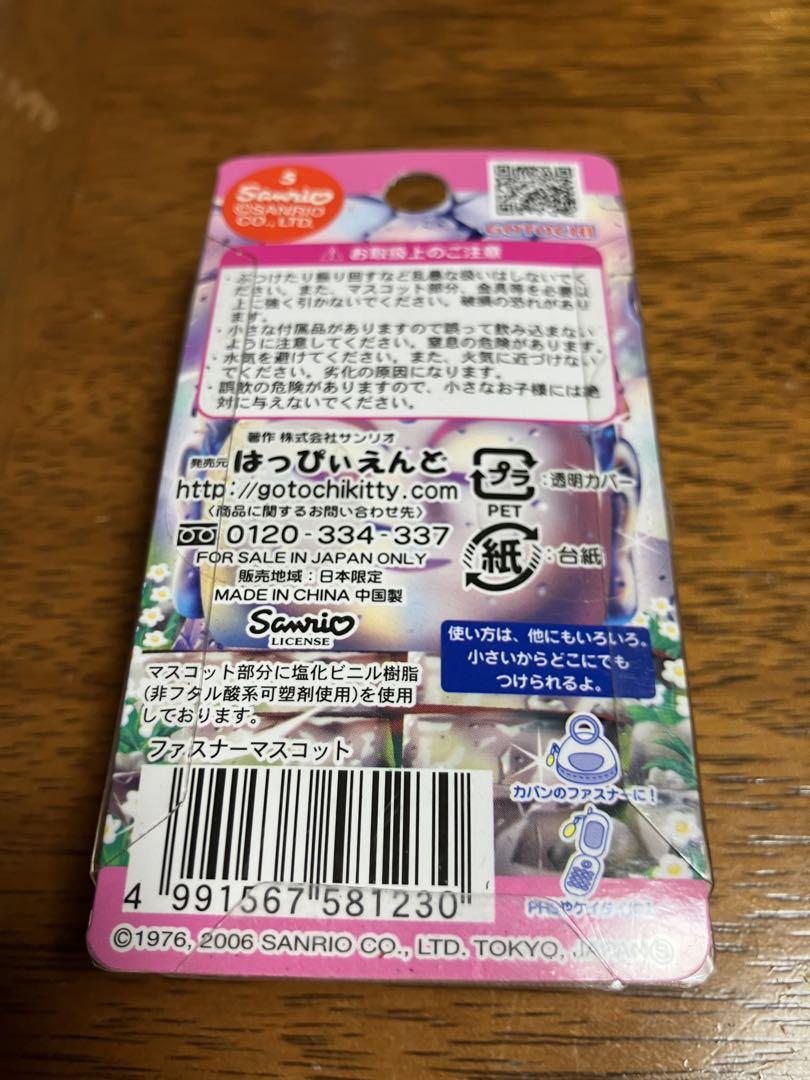 5
Sanrio
©SANRIO
CO., LTD.
GOTOCHI
⚠ お取扱上のご注意
・ぶつけたり振り回すなど乱暴な扱いはしないでく
ださい。また、マスコット部分、金具等を必要以
上に強く引かないでください。破損の恐れがあり
ます。
・小さな付属品がありますので誤って飲み込まない
ように注意してください。窒息の危険があります。
・水気を避けてください。また、火気に近づけない
でください。劣化の原因になります。
・誤飲の危険がありますので、小さなお子様には絶
対に与えないでください。
著作 株式会社サンリオ
発売元 はっぴぃえんど
http://gotochikitty.com
〈商品に関するお問い合わせ先〉
0120-334-337
FOR SALE IN JAPAN ONLY
販売地域：日本限定
MADE IN CHINA 中国製
Sanrio
LICENSE
プラ :透明カバー
PET
紙 :台紙
使い方は、他にもいろいろ。
小さいからどこにでも
つけられるよ。
マスコット部分に塩化ビニル樹脂
(非フタル酸系可塑剤使用)を使用
しております。
ファスナーマスコット
カバンのファスナーに!
4 991567 581230
©1976, 2006 SANRIO CO., LTD. TOKYO, JAPAN Ⓢ